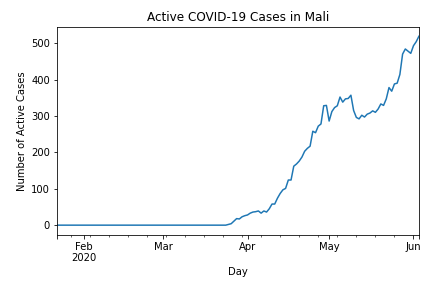 Active COVID-19 Cases in Mali
Number of Active Cases
500
400
300
200
100
0
Feb
2020
Mar
Apr
May
Jun
Day